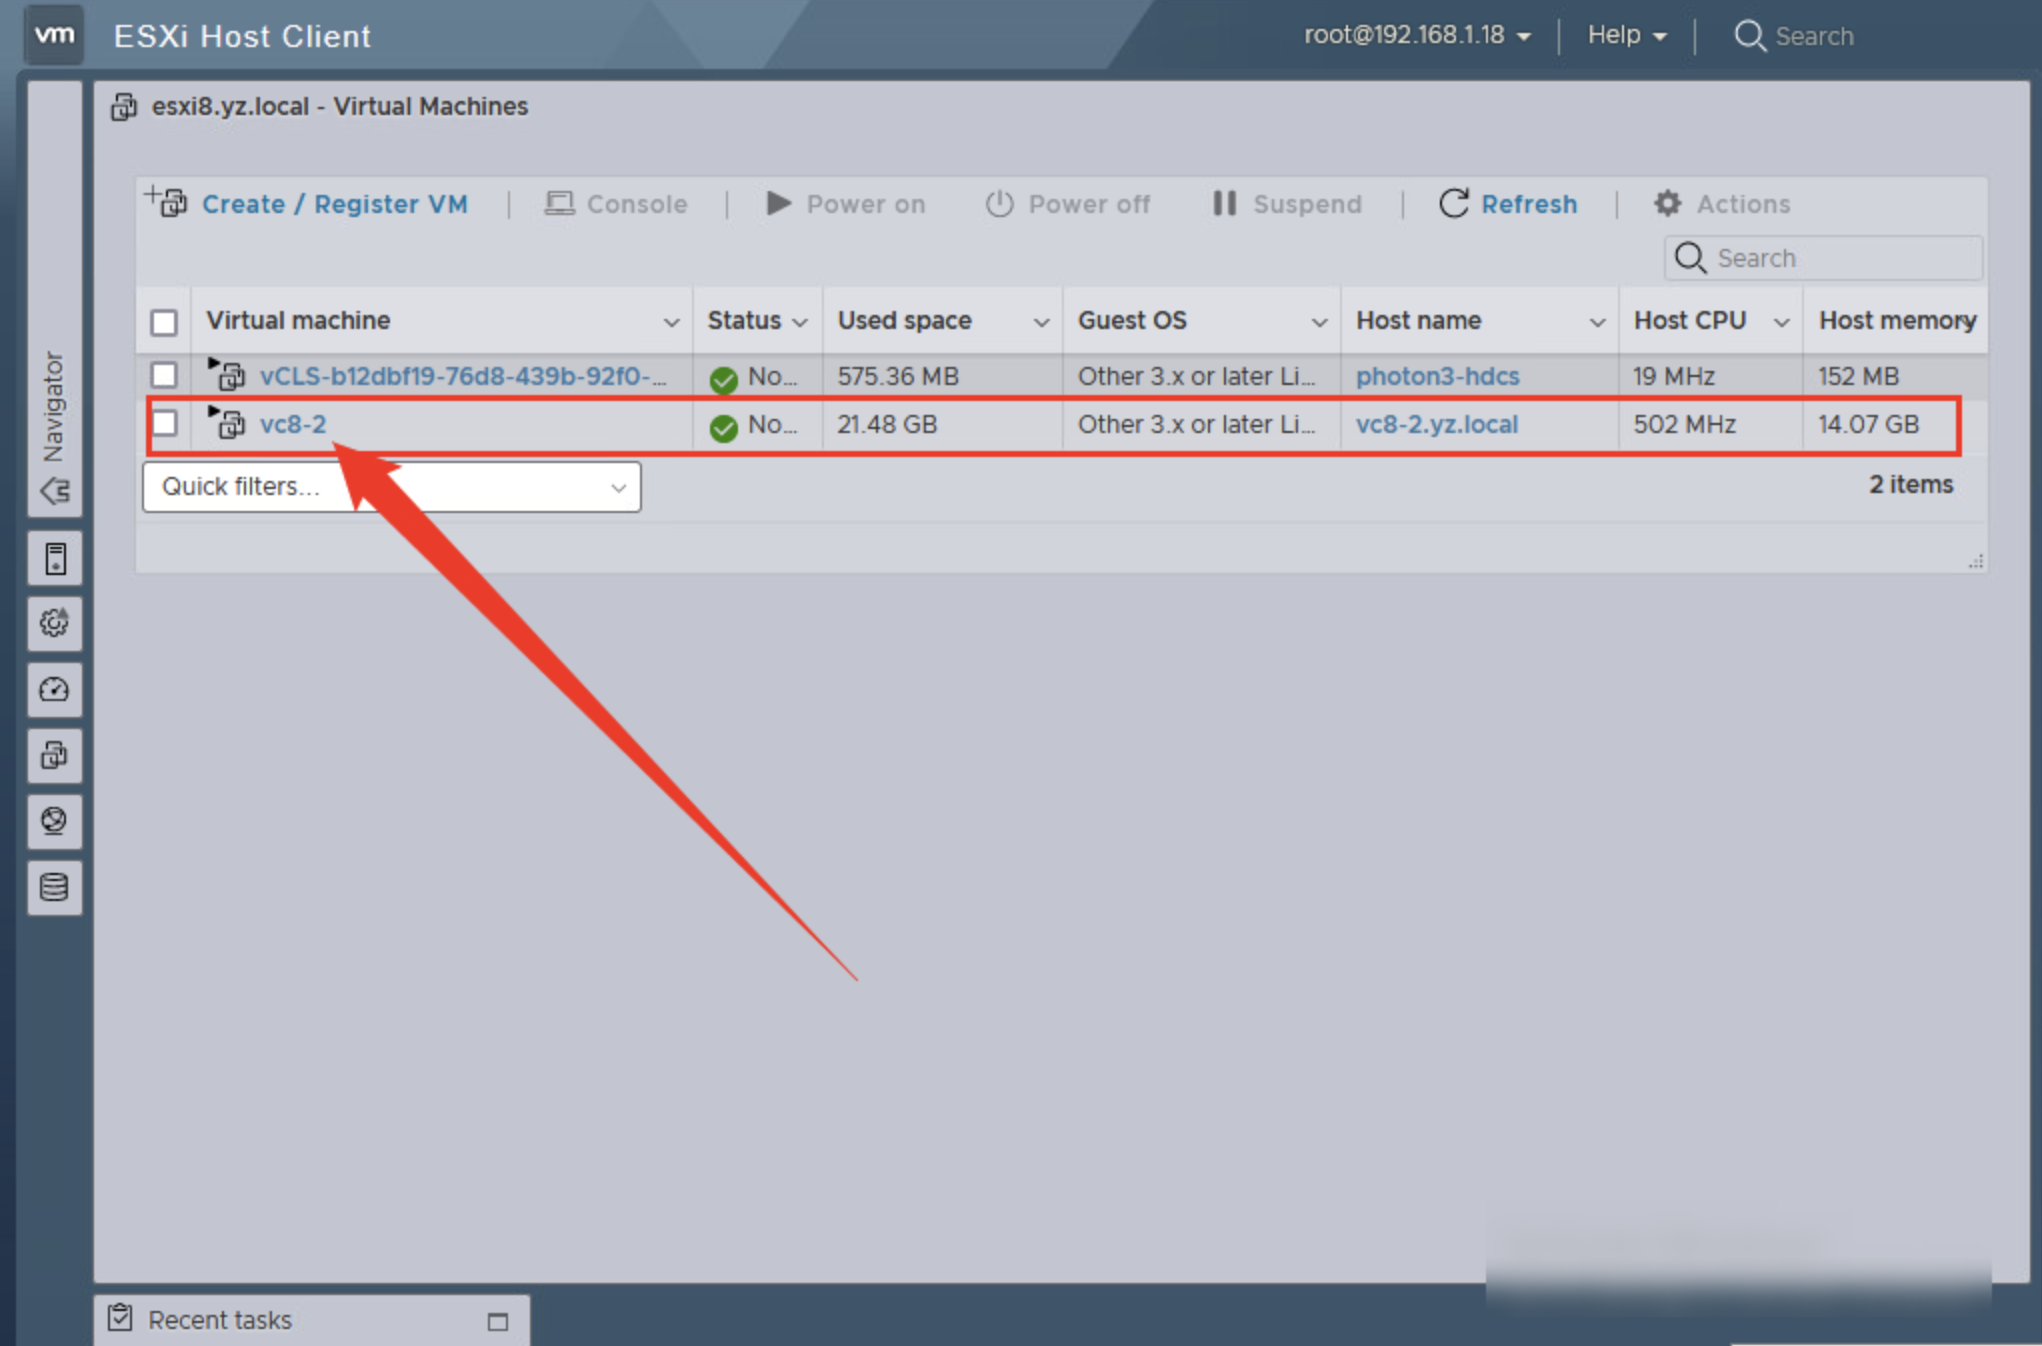 vm ESXi Host Client root@192.168.1.18 Help Search
esxi8.yz.local - Virtual Machines
Create / Register VM | Console | Power on Power off Suspend | Refresh | Actions
Search
Virtual machine Status Used space Guest OS Host name Host CPU Host memory
vCLS-b12dbf19-76d8-439b-92f0-... No... 575.36 MB Other 3.x or later Li... photon3-hdcs 19 MHz 152 MB
vc8-2 No... 21.48 GB Other 3.x or later Li... vc8-2.yz.local 502 MHz 14.07 GB
Quick filters... 2 items
Navigator
Recent tasks